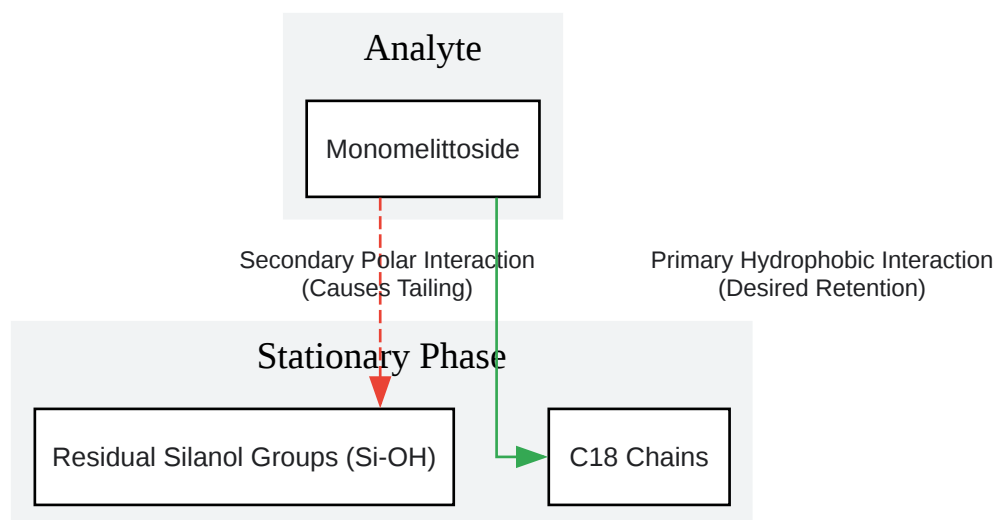 Analyte
Monomelittoside
Secondary Polar Interaction
(Causes Tailing)
Primary Hydrophobic Interaction
(Desired Retention)
Stationary Phase
Residual Silanol Groups (Si-OH)
C18 Chains